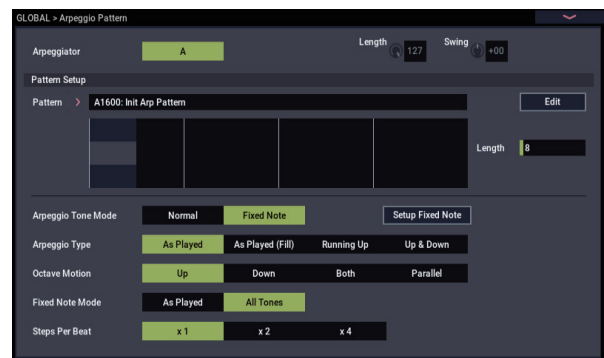 GLOBAL > Arpeggio Pattern
Arpeggiator A Length 127 Swing +00
Pattern Setup
Pattern > A1600: Init Arp Pattern Edit
Length 8
Arpeggio Tone Mode Normal Fixed Note Setup Fixed Note
Arpeggio Type As Played As Played (Fill) Running Up Up & Down
Octave Motion Up Down Both Parallel
Fixed Note Mode As Played All Tones
Steps Per Beat x 1 x 2 x 4